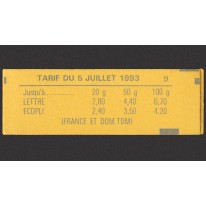 TARIF DU 5 JUILLET 1993 9
Jusqu'à 20 g 50 g 100 g
LETTRE 2,80 4,40 6,70
ECOPLI 2,40 3,50 4,20
(FRANCE ET DOM TOM)